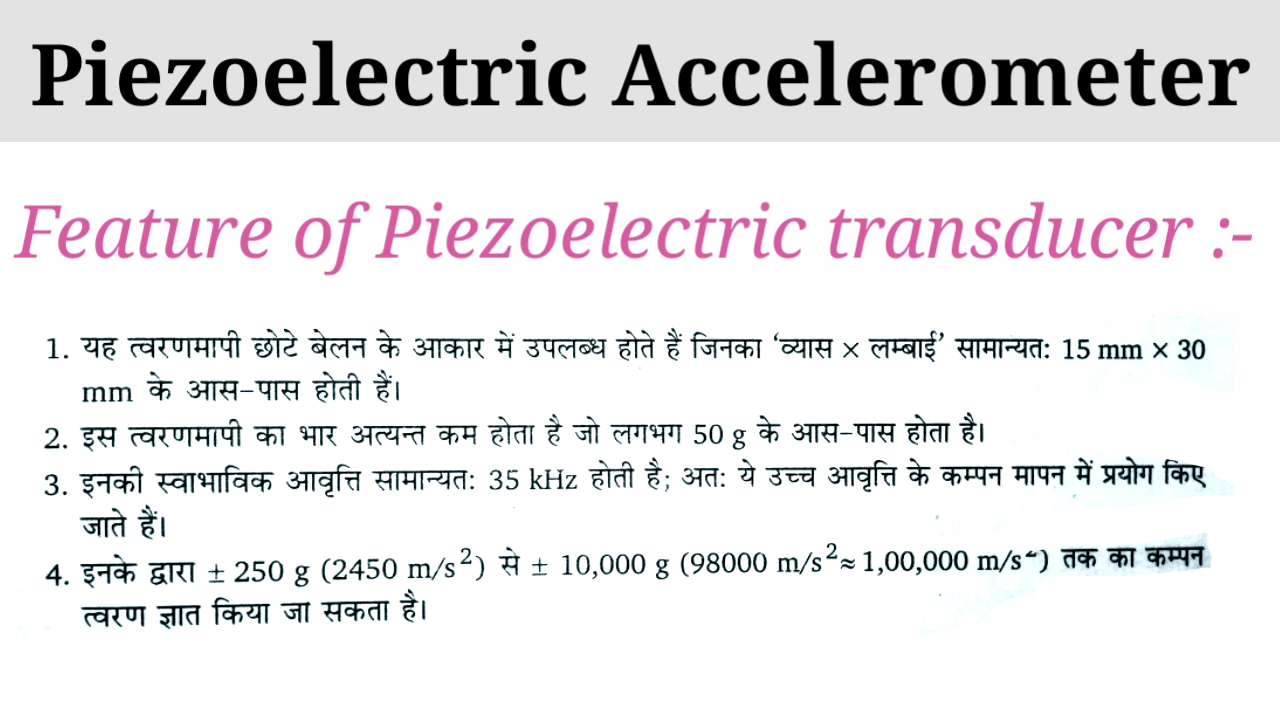 Piezoelectric Accelerometer
Feature of Piezoelectric transducer :-
1. यह त्वरणमापी छोटे बेलन के आकार में उपलब्ध होते हैं जिनका ‘व्यास × लम्बाई’ सामान्यत: 15 mm × 30
mm के आस-पास होती हैं।
2. इस त्वरणमापी का भार अत्यन्त कम होता है जो लगभग 50 g के आस-पास होता है।
3. इनकी स्वाभाविक आवृत्ति सामान्यत: 35 kHz होती है; अत: ये उच्च आवृत्ति के कम्पन मापन में प्रयोग किए
जाते हैं।
4. इनके द्वारा ± 250 g (2450 m/s²) से ± 10,000 g (98000 m/s²≈ 1,00,000 m/s²) तक का कम्पन
त्वरण ज्ञात किया जा सकता है।